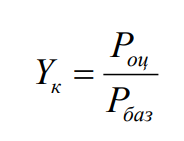 Yк = Pоц / Pбаз